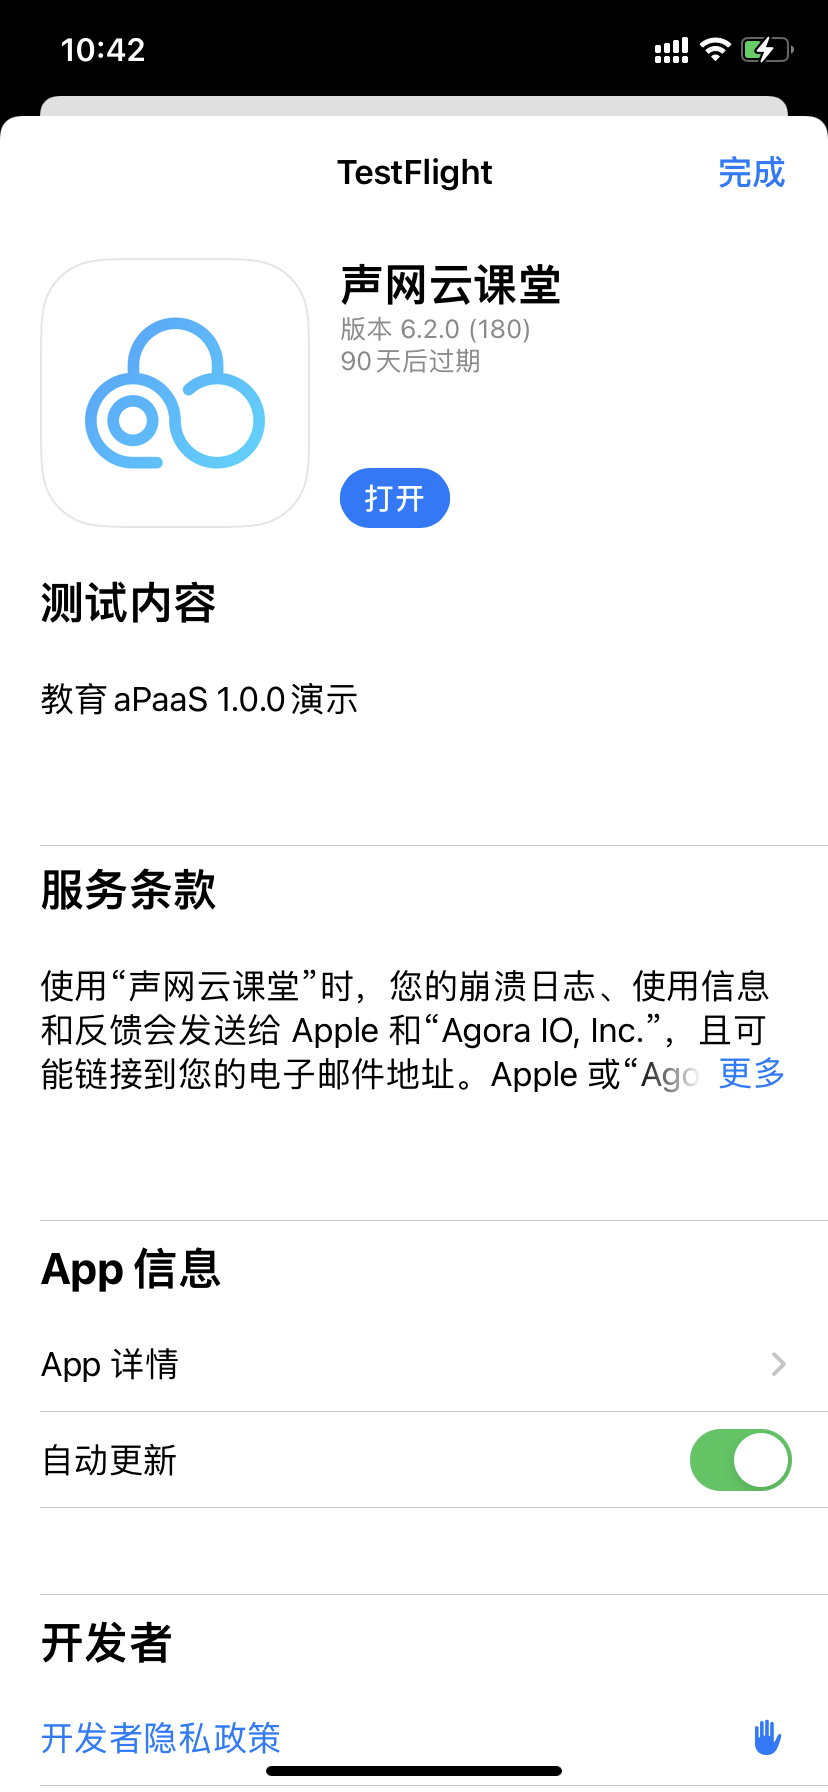 10:42
TestFlight
完成
声网云课堂
版本 6.2.0 (180)
90天后过期
打开
测试内容
教育 aPaaS 1.0.0 演示
服务条款
使用“声网云课堂”时，您的崩溃日志、使用信息
和反馈会发送给 Apple 和“Agora IO, Inc.”，且可
能链接到您的电子邮件地址。Apple 或“Ago 更多
App 信息
App 详情
自动更新
开发者
开发者隐私政策